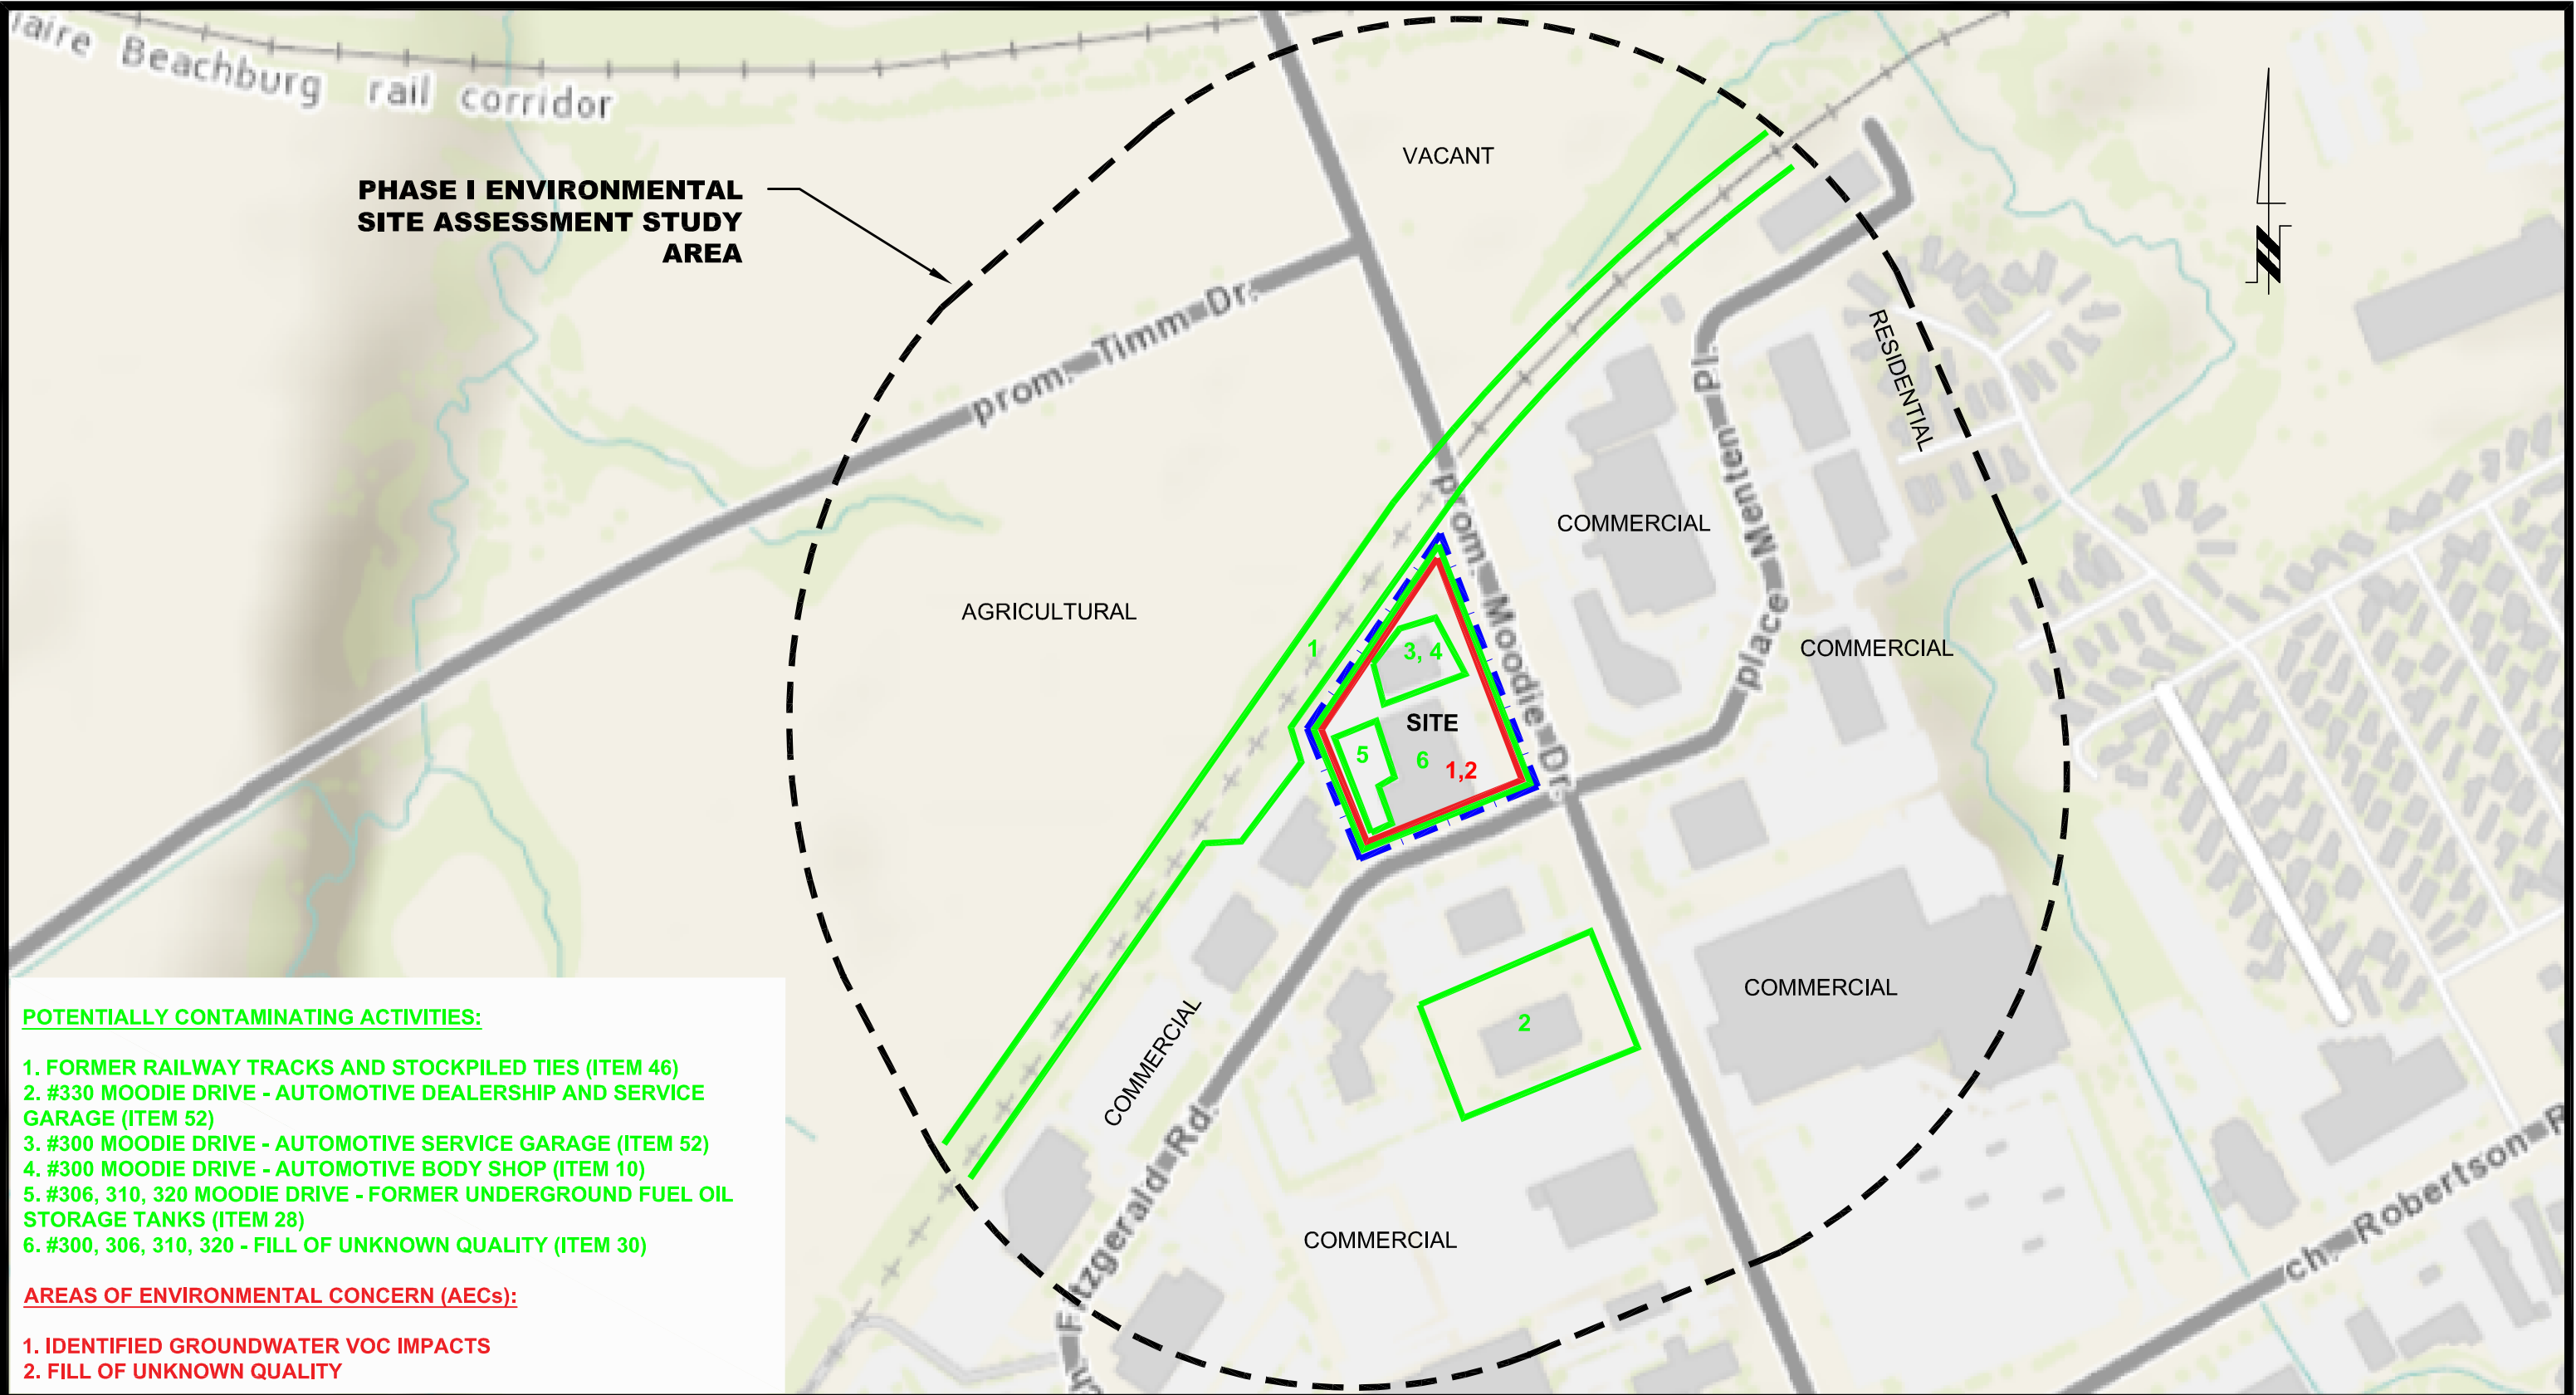 laire Beachburg rail corridor
VACANT
PHASE I ENVIRONMENTAL
SITE ASSESSMENT STUDY
AREA
prom. Timm Dr.
RESIDENTIAL
place Menten Pl.
COMMERCIAL
prom. Moodie Dr.
AGRICULTURAL
1
3, 4
COMMERCIAL
SITE
5
6
1,2
2
COMMERCIAL
COMMERCIAL
ch. Fitzgerald Rd.
COMMERCIAL
ch. Robertson R
POTENTIALLY CONTAMINATING ACTIVITIES:
1. FORMER RAILWAY TRACKS AND STOCKPILED TIES (ITEM 46)
2. #330 MOODIE DRIVE - AUTOMOTIVE DEALERSHIP AND SERVICE
GARAGE (ITEM 52)
3. #300 MOODIE DRIVE - AUTOMOTIVE SERVICE GARAGE (ITEM 52)
4. #300 MOODIE DRIVE - AUTOMOTIVE BODY SHOP (ITEM 10)
5. #306, 310, 320 MOODIE DRIVE - FORMER UNDERGROUND FUEL OIL
STORAGE TANKS (ITEM 28)
6. #300, 306, 310, 320 - FILL OF UNKNOWN QUALITY (ITEM 30)
AREAS OF ENVIRONMENTAL CONCERN (AECs):
1. IDENTIFIED GROUNDWATER VOC IMPACTS
2. FILL OF UNKNOWN QUALITY